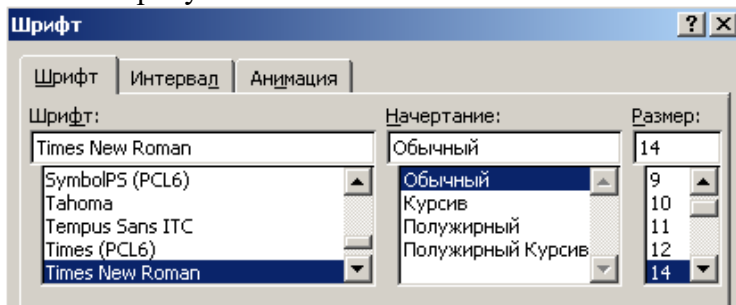 Шрифт
Шрифт Интервал Анимация
Шрифт: Начертание: Размер:
Times New Roman Обычный 14
SymbolPS (PCL6) Обычный 9
Tahoma Курсив 10
Tempus Sans ITC Полужирный 11
Times (PCL6) Полужирный Курсив 12
Times New Roman 14